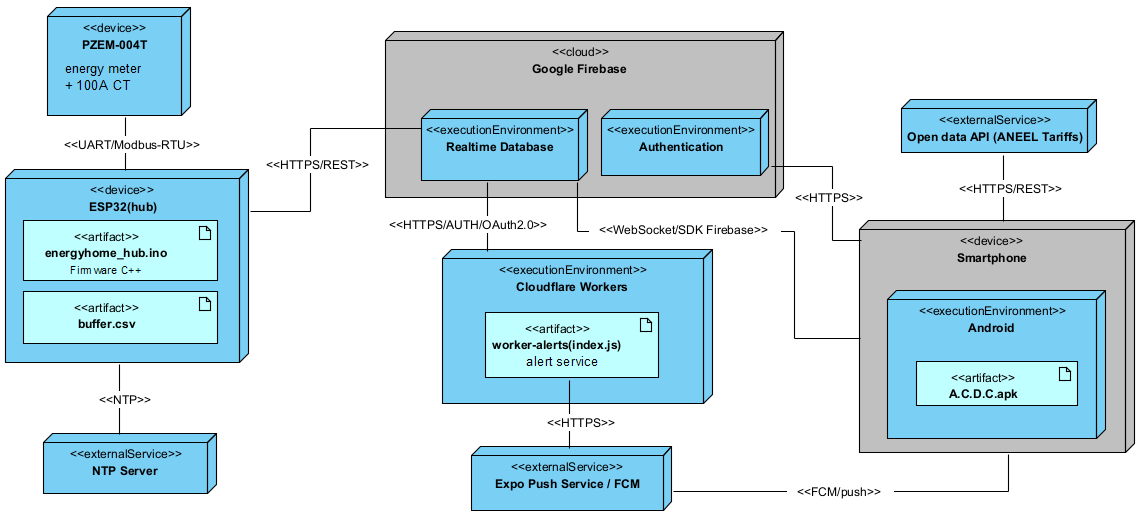 <<device>>
PZEM-004T
energy meter
+ 100A CT
<<UART/Modbus-RTU>>
<<device>>
ESP32(hub)
<<artifact>>
energyhome_hub.ino
Firmware C++
<<artifact>>
buffer.csv
<<NTP>>
<<externalService>>
NTP Server
<<HTTPS/REST>>
<<cloud>>
Google Firebase
<<executionEnvironment>>
Realtime Database
<<executionEnvironment>>
Authentication
<<HTTPS/AUTH/OAuth2.0>>
<<WebSocket/SDK Firebase>>
<<HTTPS>>
<<executionEnvironment>>
Cloudflare Workers
<<artifact>>
worker-alerts(index.js)
alert service
<<HTTPS>>
<<externalService>>
Expo Push Service / FCM
<<FCM/push>>
<<externalService>>
Open data API (ANEEL Tariffs)
<<HTTPS/REST>>
<<device>>
Smartphone
<<executionEnvironment>>
Android
<<artifact>>
A.C.D.C.apk